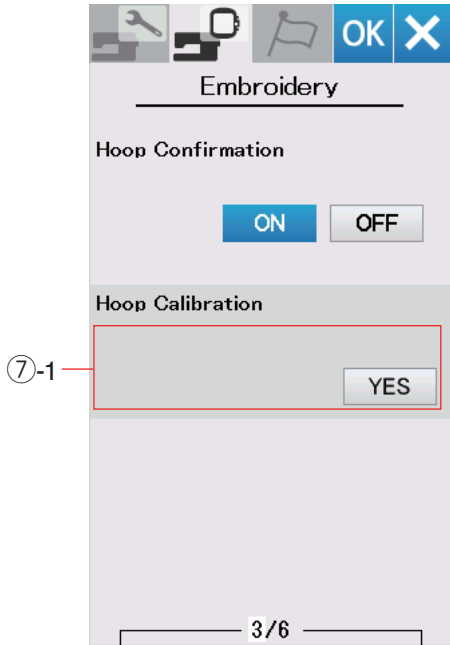 OK
Embroidery
Hoop Confirmation
ON OFF
Hoop Calibration
⑦-1
YES
3/6